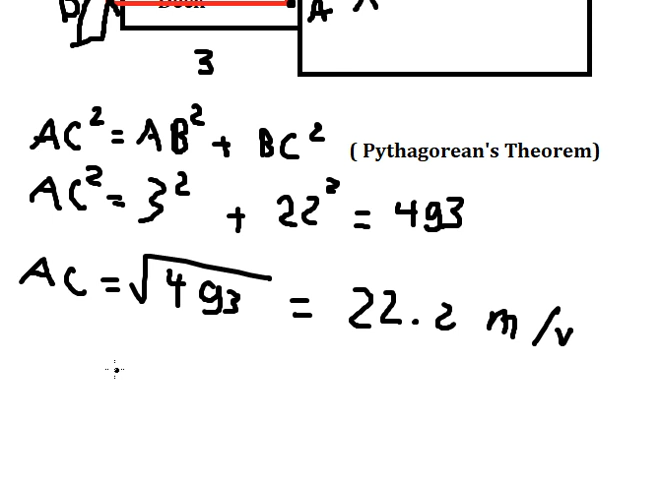 A
3
AC² = AB² + BC² ( Pythagorean's Theorem)
AC² = 3² + 22² = 493
AC = √493 = 22.2 m/v